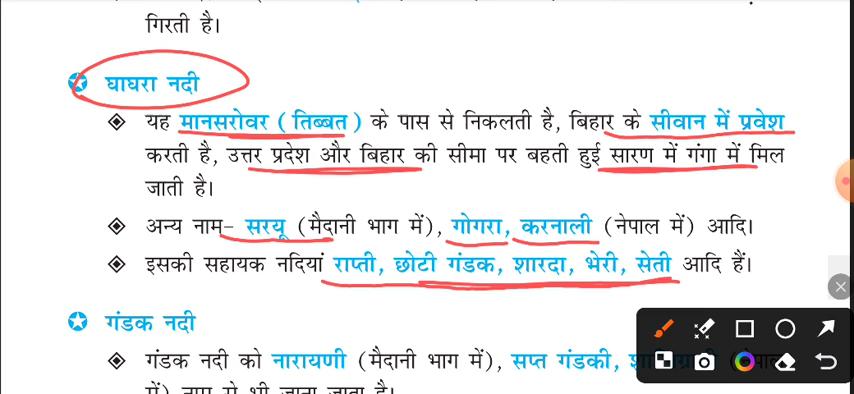 गिरती है।
घाघरा नदी
यह मानसरोवर (तिब्बत) के पास से निकलती है, बिहार के सीवान में प्रवेश
करती है, उत्तर प्रदेश और बिहार की सीमा पर बहती हुई सारण में गंगा में मिल
जाती है।
अन्य नाम- सरयू (मैदानी भाग में), गोगरा, करनाली (नेपाल में) आदि।
इसकी सहायक नदियां राप्ती, छोटी गंडक, शारदा, भेरी, सेती आदि हैं।
गंडक नदी
गंडक नदी को नारायणी (मैदानी भाग में), सप्त गंडकी,